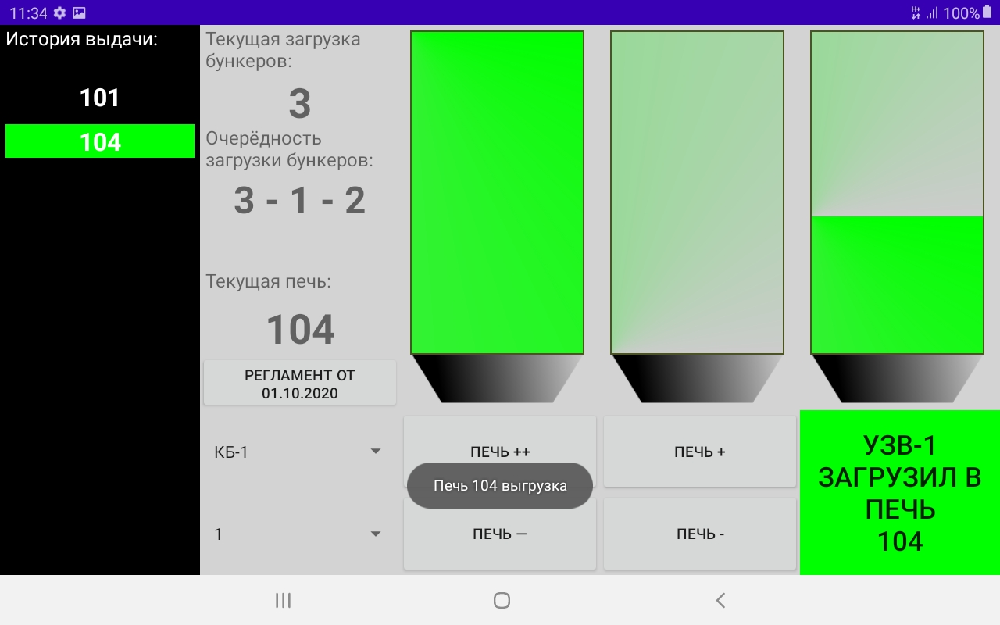 11:34
H+
100%
История выдачи:
101
104
Текущая загрузка
бункеров:
3
Очерёдность
загрузки бункеров:
3 - 1 - 2
Текущая печь:
104
РЕГЛАМЕНТ ОТ
01.10.2020
КБ-1
1
ПЕЧЬ ++
ПЕЧЬ +
Печь 104 выгрузка
ПЕЧЬ —
ПЕЧЬ -
УЗВ-1
ЗАГРУЗИЛ В
ПЕЧЬ
104